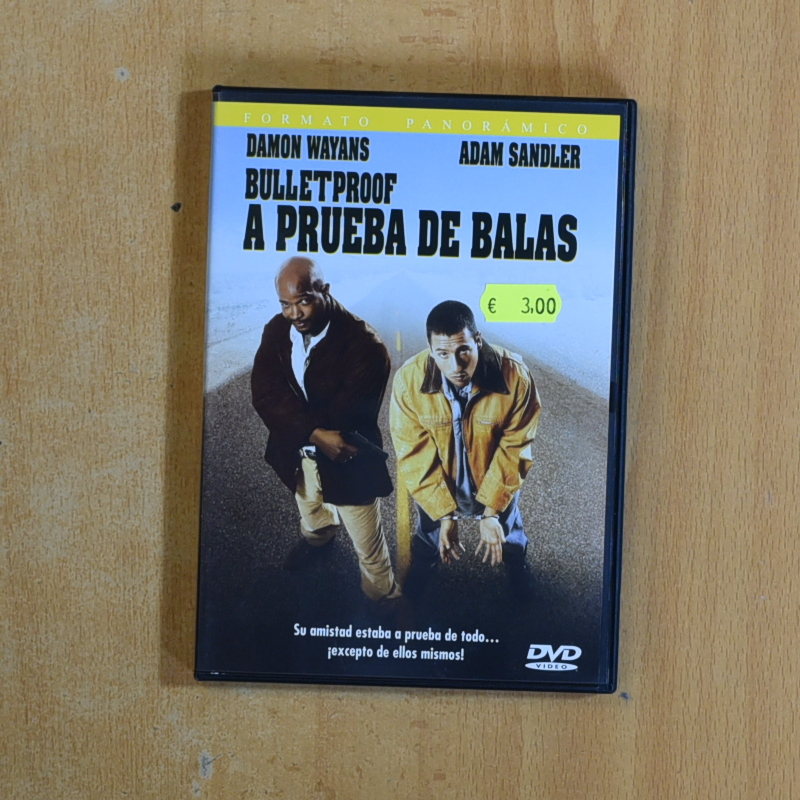 FORMATO PANORÁMICO
DAMON WAYANS ADAM SANDLER
BULLETPROOF
A PRUEBA DE BALAS
€ 3,00
Su amistad estaba a prueba de todo...
¡excepto de ellos mismos!
DVD
VIDEO